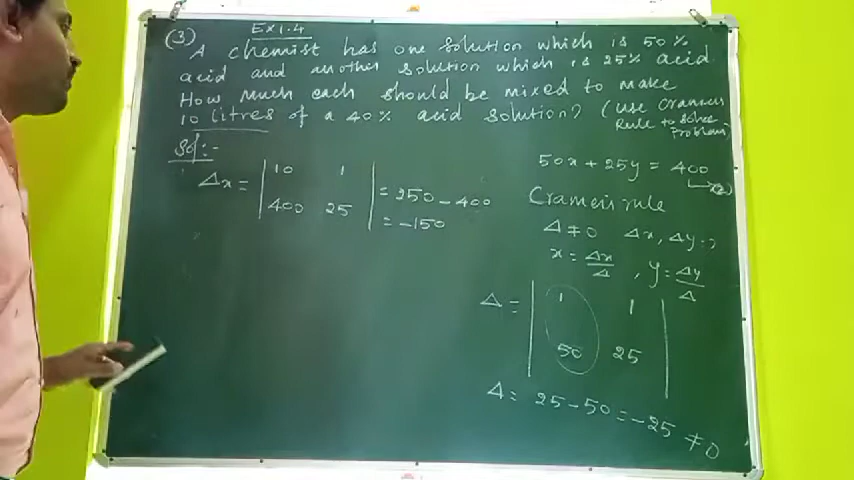 Ex 1.4
(3) A chemist has one solution which is 50%
acid and another solution which is 25% acid
How Much each should be mixed to make
10 litres of a 40% acid solution? (Use Cramers
Rule to solve
Problem)
Sol:-
Δx = | 10 1 | = 250 - 400
| 400 25 | = -150
50x + 25y = 400
→(2)
Cramer's rule
Δ ≠ 0 Δx, Δy =>
x = Δx/Δ , y = Δy/Δ
Δ = | 1 1 |
| 50 25 |
Δ = 25 - 50 = -25 ≠ 0